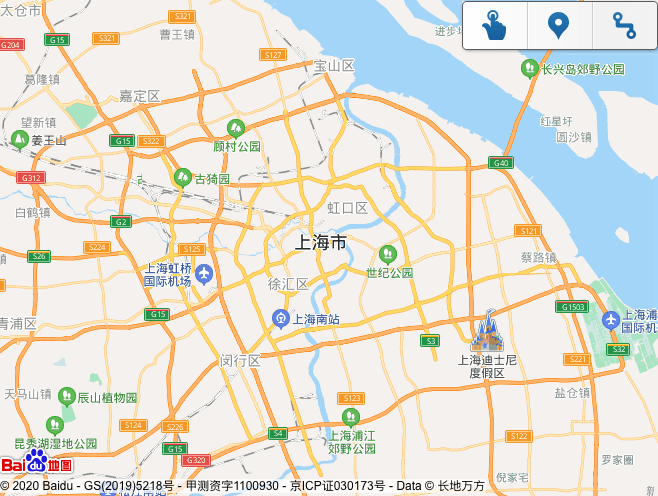 太仓市
S321
曹王镇
进步村
G204
G15
S321
S127
宝山区
长兴岛郊野公园
葛隆镇
嘉定区
望新镇
红星圩
圆沙镇
姜王山
G15
S322
顾村公园
G40
G312
古猗园
白鹤镇
虹口区
G2
S121
S224
S125
上海市
S26
蔡路镇
世纪公园
上海虹桥
国际机场
徐汇区
G1503
G15
上海南站
上海浦
国际机
青浦区
S3
S32
闵行区
上海迪士尼
度假区
S221
天马山镇
辰山植物园
S123
盐仓镇
S124
S226
上海浦江
郊野公园
昆秀湖湿地公园
G15
S4
S122
Bai du 地图
G320
罗家圈
倪家宅
© 2020 Baidu - GS(2019)5218号 - 甲测资字1100930 - 京ICP证030173号 - Data © 长地万方